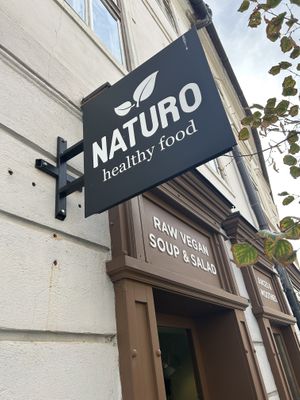 NATURO
healthy food
RAW VEGAN
SOUP & SALAD